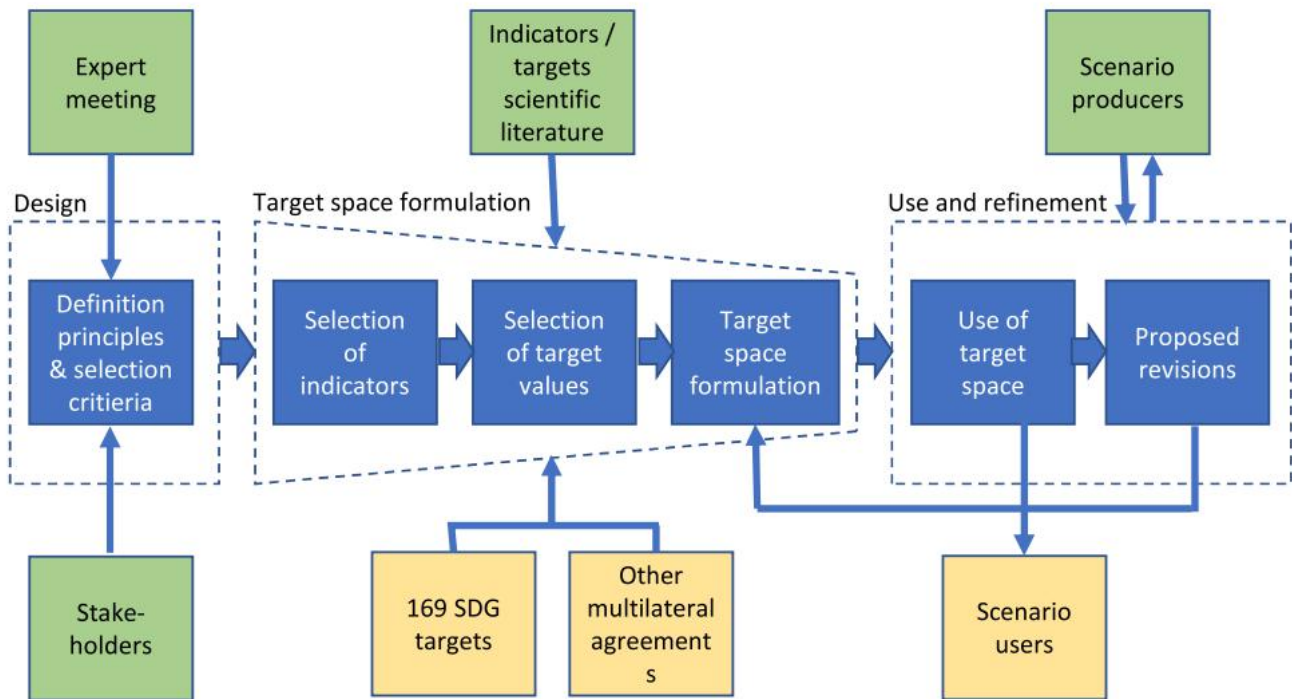 Expert
meeting
Indicators /
targets
scientific
literature
Scenario
producers
Design
Target space formulation
Use and refinement
Definition
principles
& selection
critieria
Selection
of
indicators
Selection
of target
values
Target
space
formulation
Use of
target
space
Proposed
revisions
Stake-
holders
169 SDG
targets
Other
multilateral
agreement
s
Scenario
users